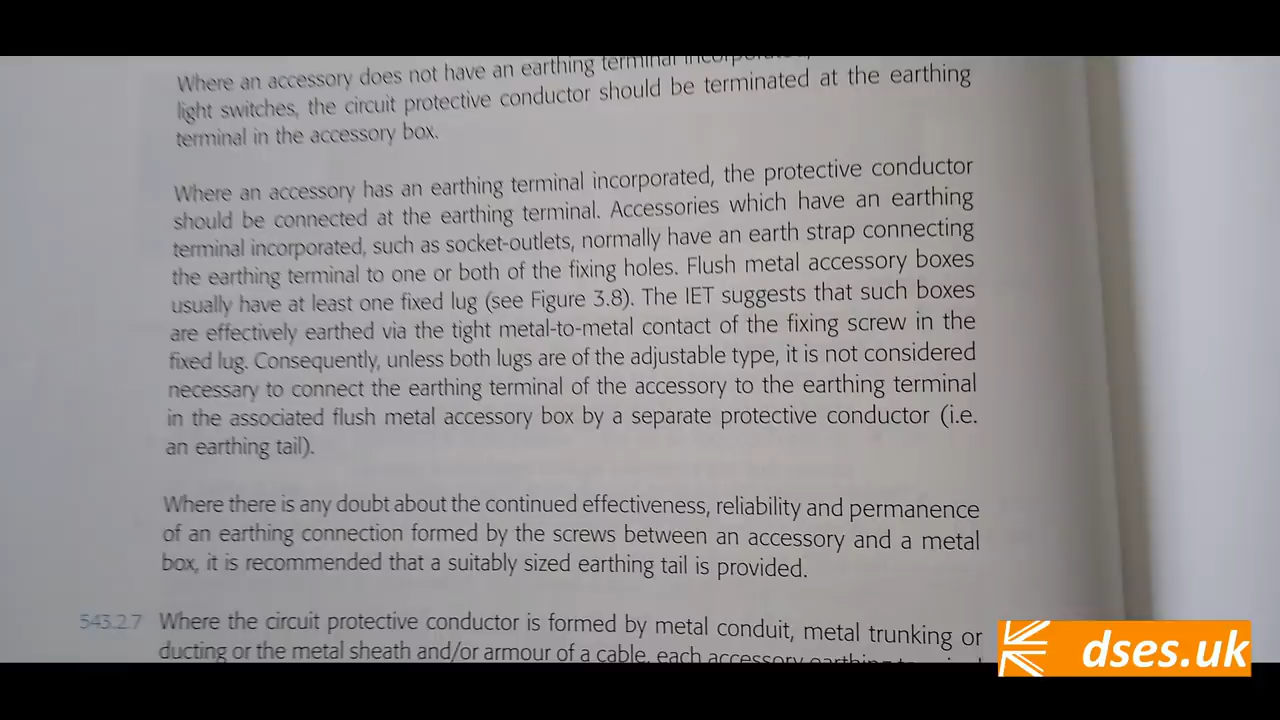 Where an accessory does not have an earthing terminal
light switches, the circuit protective conductor should be terminated at the earthing
terminal in the accessory box.
Where an accessory has an earthing terminal incorporated, the protective conductor
should be connected at the earthing terminal. Accessories which have an earthing
terminal incorporated, such as socket-outlets, normally have an earth strap connecting
the earthing terminal to one or both of the fixing holes. Flush metal accessory boxes
usually have at least one fixed lug (see Figure 3.8). The IET suggests that such boxes
are effectively earthed via the tight metal-to-metal contact of the fixing screw in the
fixed lug. Consequently, unless both lugs are of the adjustable type, it is not considered
necessary to connect the earthing terminal of the accessory to the earthing terminal
in the associated flush metal accessory box by a separate protective conductor (i.e.
an earthing tail).
Where there is any doubt about the continued effectiveness, reliability and permanence
of an earthing connection formed by the screws between an accessory and a metal
box, it is recommended that a suitably sized earthing tail is provided.
543.2.7 Where the circuit protective conductor is formed by metal conduit, metal trunking or
ducting or the metal sheath and/or armour of a cable, each accessory earthing
dses.uk